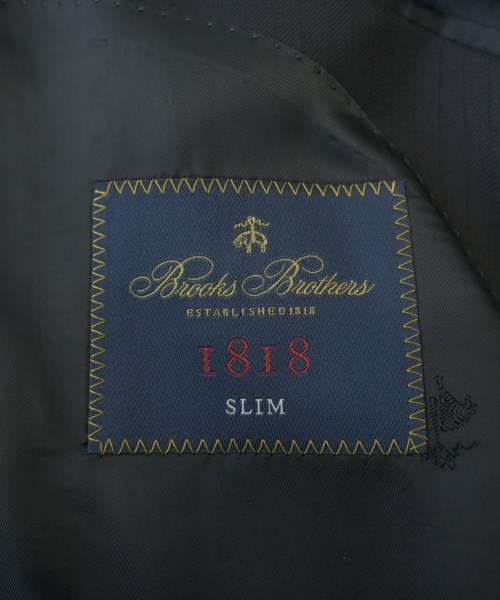 Brooks Brothers
ESTABLISHED 1818
1818
SLIM